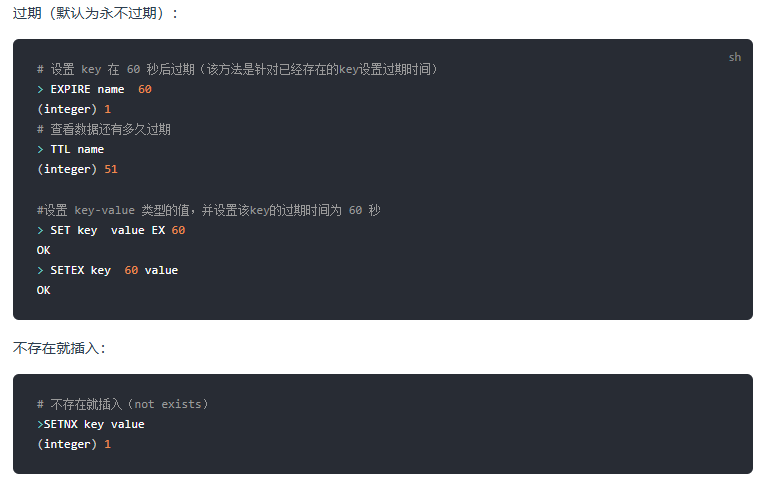 过期（默认为永不过期）：
sh
# 设置 key 在 60 秒后过期（该方法是针对已经存在的key设置过期时间）
> EXPIRE name  60
(integer) 1
# 查看数据还有多久过期
> TTL name
(integer) 51
#设置 key-value 类型的值，并设置该key的过期时间为 60 秒
> SET key  value EX 60
OK
> SETEX key  60 value
OK
不存在就插入：
# 不存在就插入（not exists）
>SETNX key value
(integer) 1